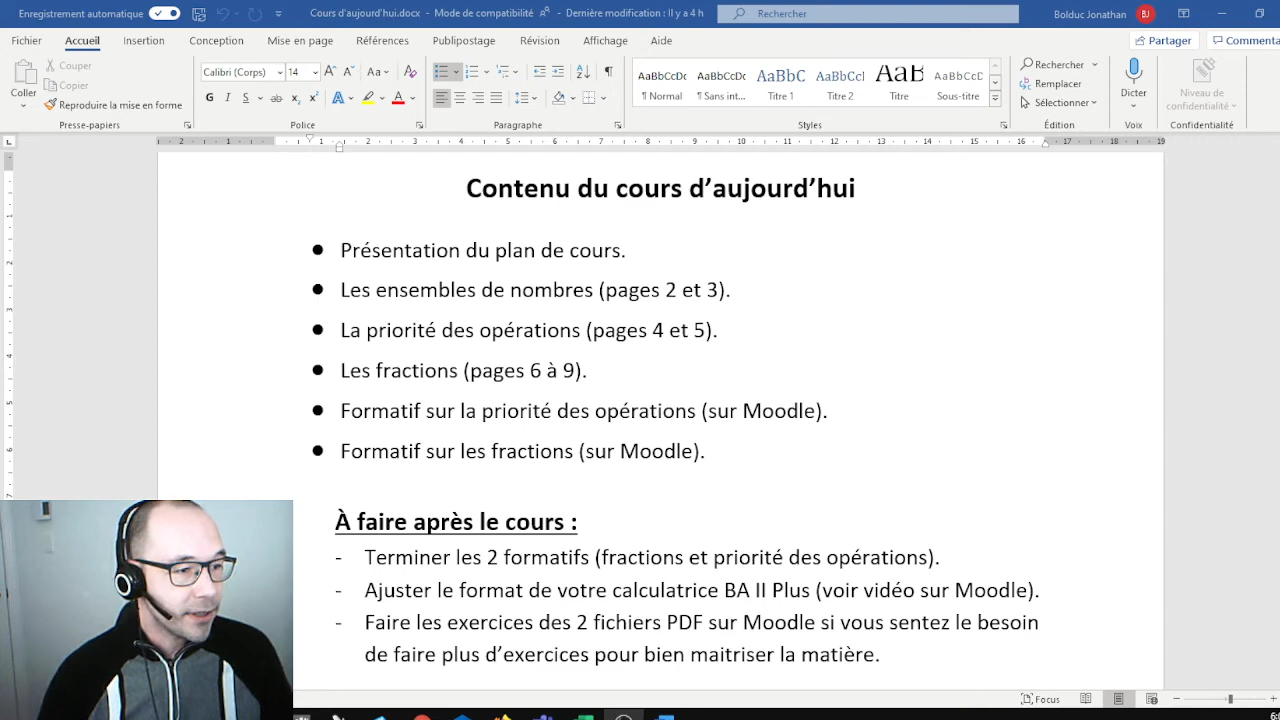 Enregistrement automatique
Cours d'aujourd'hui.docx - Mode de compatibilité - Dernière modification : Il y a 4 h
Rechercher
Bolduc Jonathan BJ
Fichier Accueil Insertion Conception Mise en page Références Publipostage Révision Affichage Aide
Partager Commenta
Coller
Couper
Copier
Reproduire la mise en forme
Presse-papiers
Calibri (Corps) 14
Police
Paragraphe
AaBbCcDc AaBbCcDc AaBbC AaBbCcI AaB AaBbCcD
¶ Normal ¶ Sans int... Titre 1 Titre 2 Titre Sous-titre
Styles
Rechercher
Remplacer
Sélectionner
Édition
Dicter
Voix
Niveau de
confidentialité
Confidentialité
Contenu du cours d’aujourd’hui
● Présentation du plan de cours.
● Les ensembles de nombres (pages 2 et 3).
● La priorité des opérations (pages 4 et 5).
● Les fractions (pages 6 à 9).
● Formatif sur la priorité des opérations (sur Moodle).
● Formatif sur les fractions (sur Moodle).
À faire après le cours :
- Terminer les 2 formatifs (fractions et priorité des opérations).
- Ajuster le format de votre calculatrice BA II Plus (voir vidéo sur Moodle).
- Faire les exercices des 2 fichiers PDF sur Moodle si vous sentez le besoin
de faire plus d’exercices pour bien maitriser la matière.
Focus